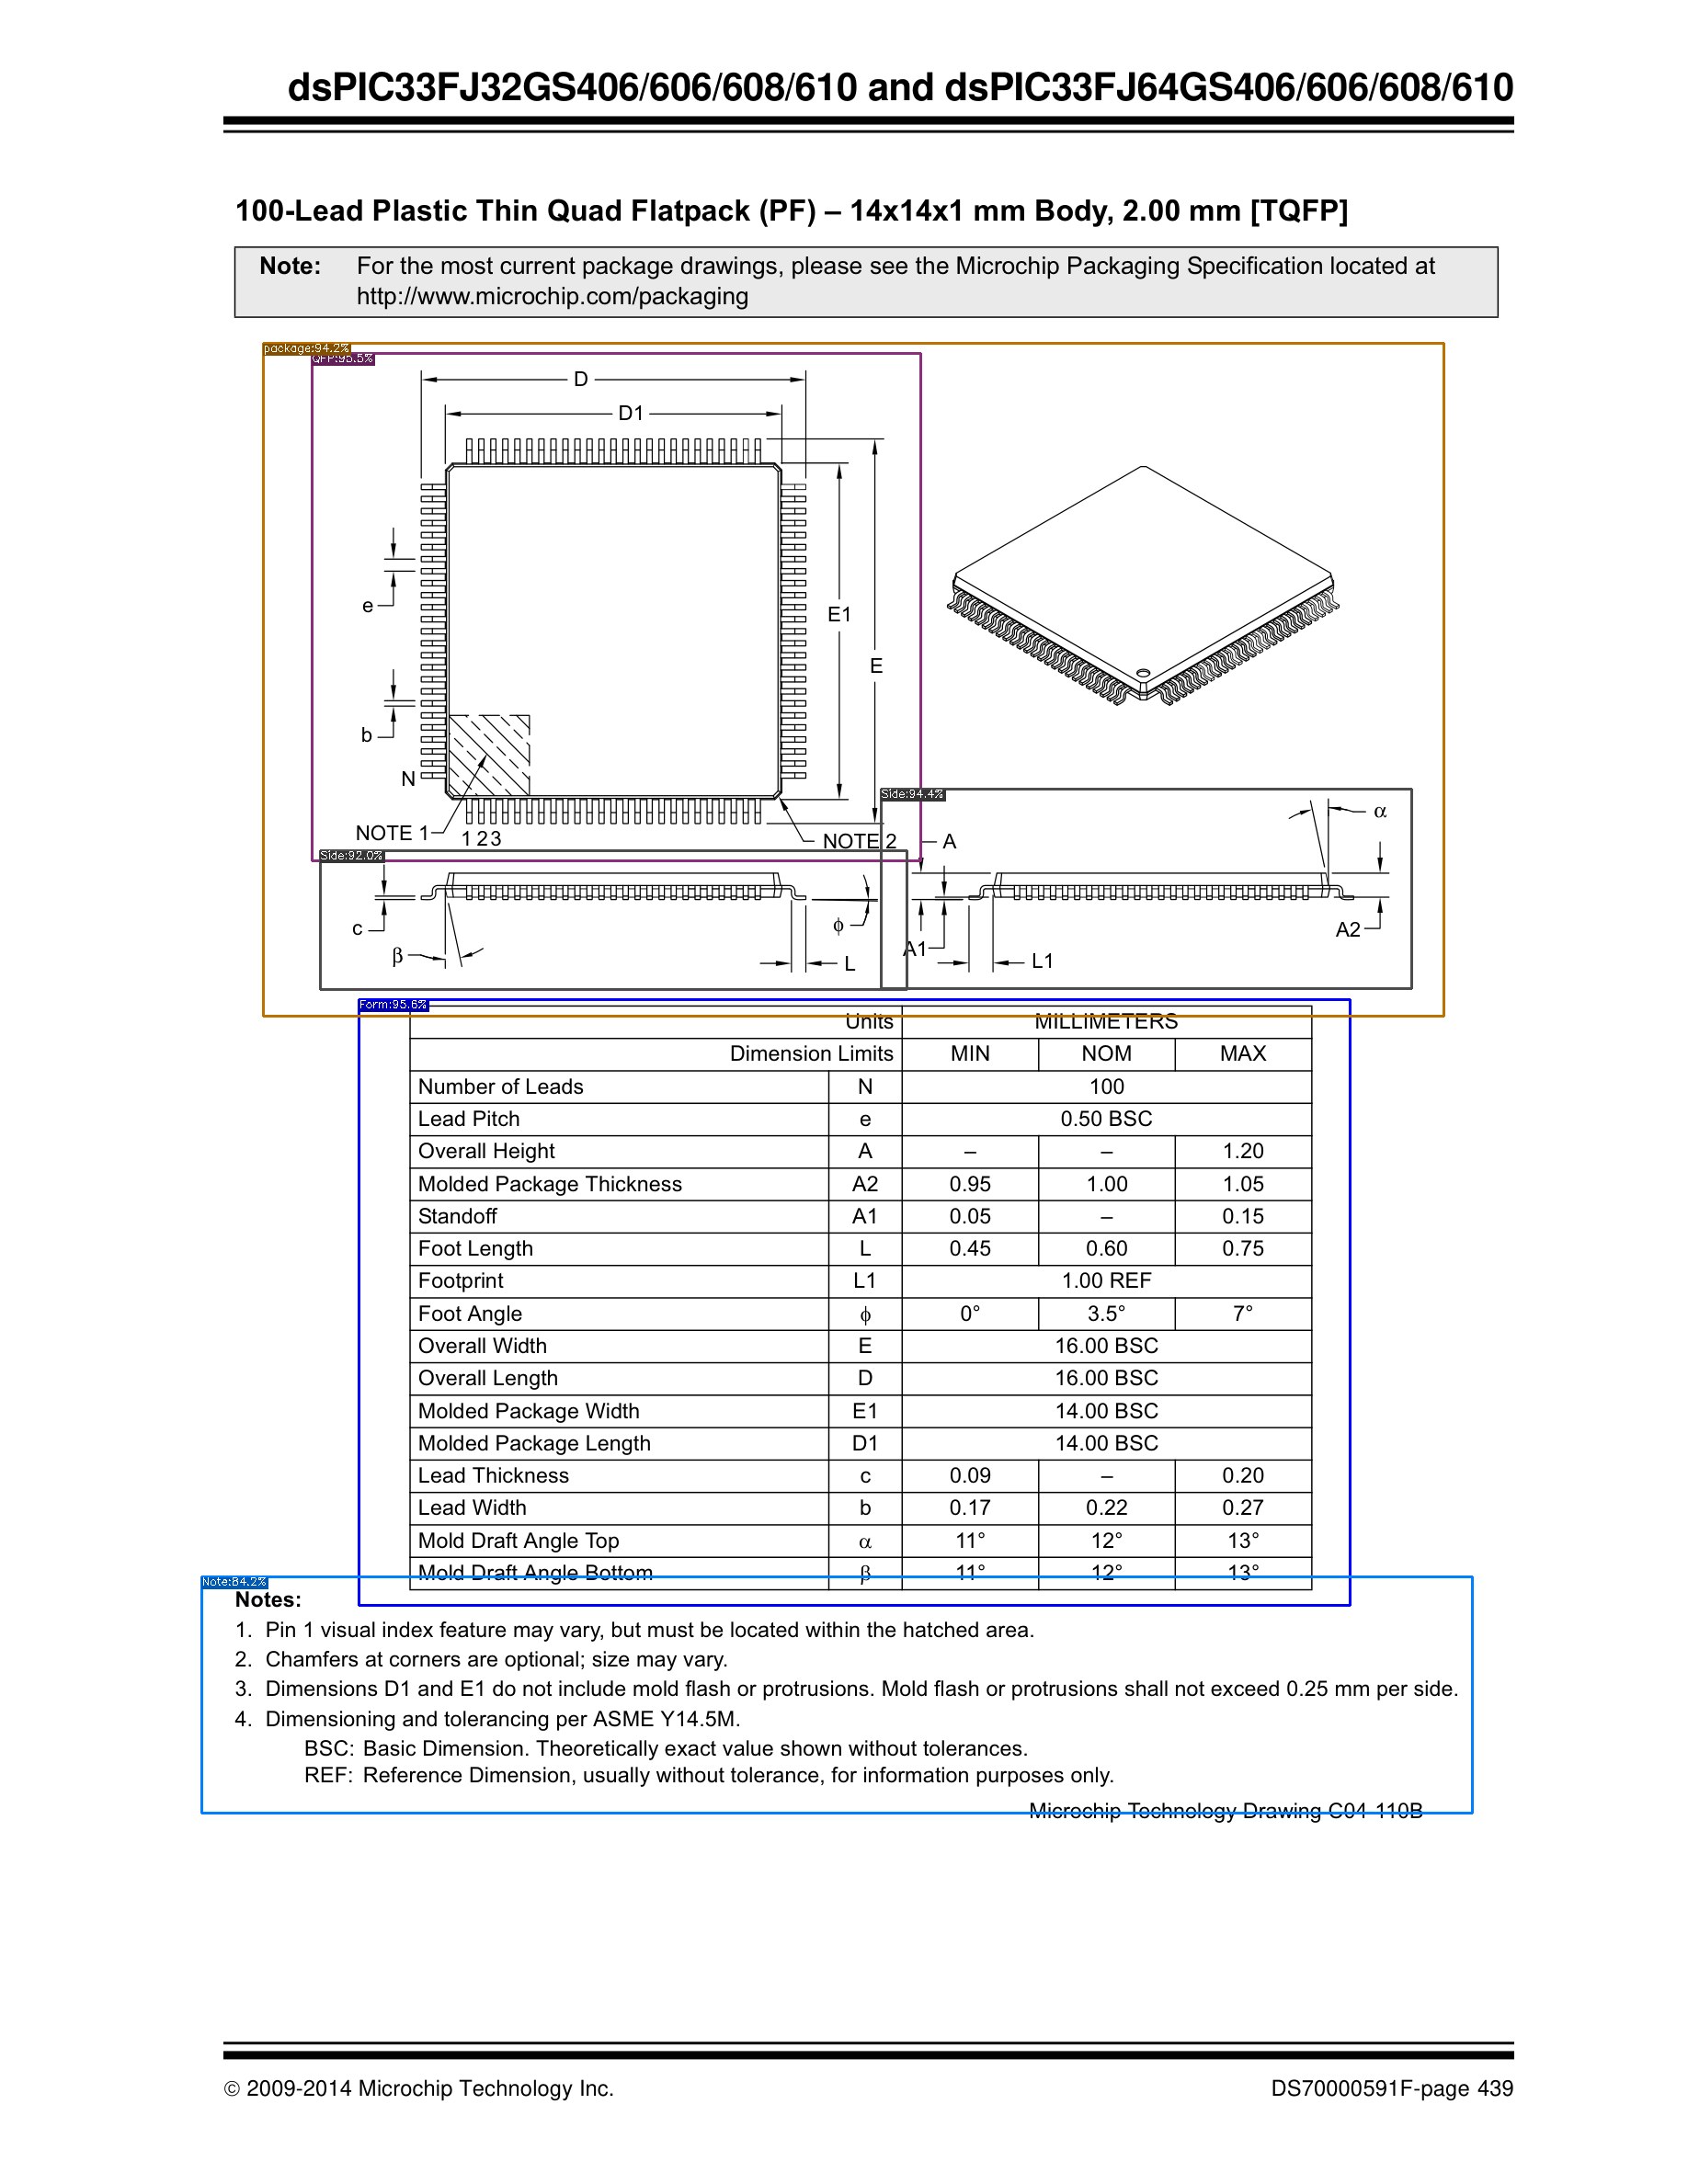 dsPIC33FJ32GS406/606/608/610 and dsPIC33FJ64GS406/606/608/610
100-Lead Plastic Thin Quad Flatpack (PF) – 14x14x1 mm Body, 2.00 mm [TQFP]
Note: For the most current package drawings, please see the Microchip Packaging Specification located at
http://www.microchip.com/packaging
package:94.2%
QFP:95.5%
D
D1
e
E1
E
b
N
Side:94.4%
α
NOTE 1
1 2 3
NOTE 2
A
Side:92.0%
c
φ
A2
β
A1
L
L1
Form:95.6%
Units MILLIMETERS
Dimension Limits MIN NOM MAX
Number of Leads N 100
Lead Pitch e 0.50 BSC
Overall Height A – – 1.20
Molded Package Thickness A2 0.95 1.00 1.05
Standoff A1 0.05 – 0.15
Foot Length L 0.45 0.60 0.75
Footprint L1 1.00 REF
Foot Angle φ 0° 3.5° 7°
Overall Width E 16.00 BSC
Overall Length D 16.00 BSC
Molded Package Width E1 14.00 BSC
Molded Package Length D1 14.00 BSC
Lead Thickness c 0.09 – 0.20
Lead Width b 0.17 0.22 0.27
Mold Draft Angle Top α 11° 12° 13°
Mold Draft Angle Bottom β 11° 12° 13°
Note:84.2%
Notes:
1. Pin 1 visual index feature may vary, but must be located within the hatched area.
2. Chamfers at corners are optional; size may vary.
3. Dimensions D1 and E1 do not include mold flash or protrusions. Mold flash or protrusions shall not exceed 0.25 mm per side.
4. Dimensioning and tolerancing per ASME Y14.5M.
BSC: Basic Dimension. Theoretically exact value shown without tolerances.
REF: Reference Dimension, usually without tolerance, for information purposes only.
Microchip Technology Drawing C04-110B
© 2009-2014 Microchip Technology Inc. DS70000591F-page 439